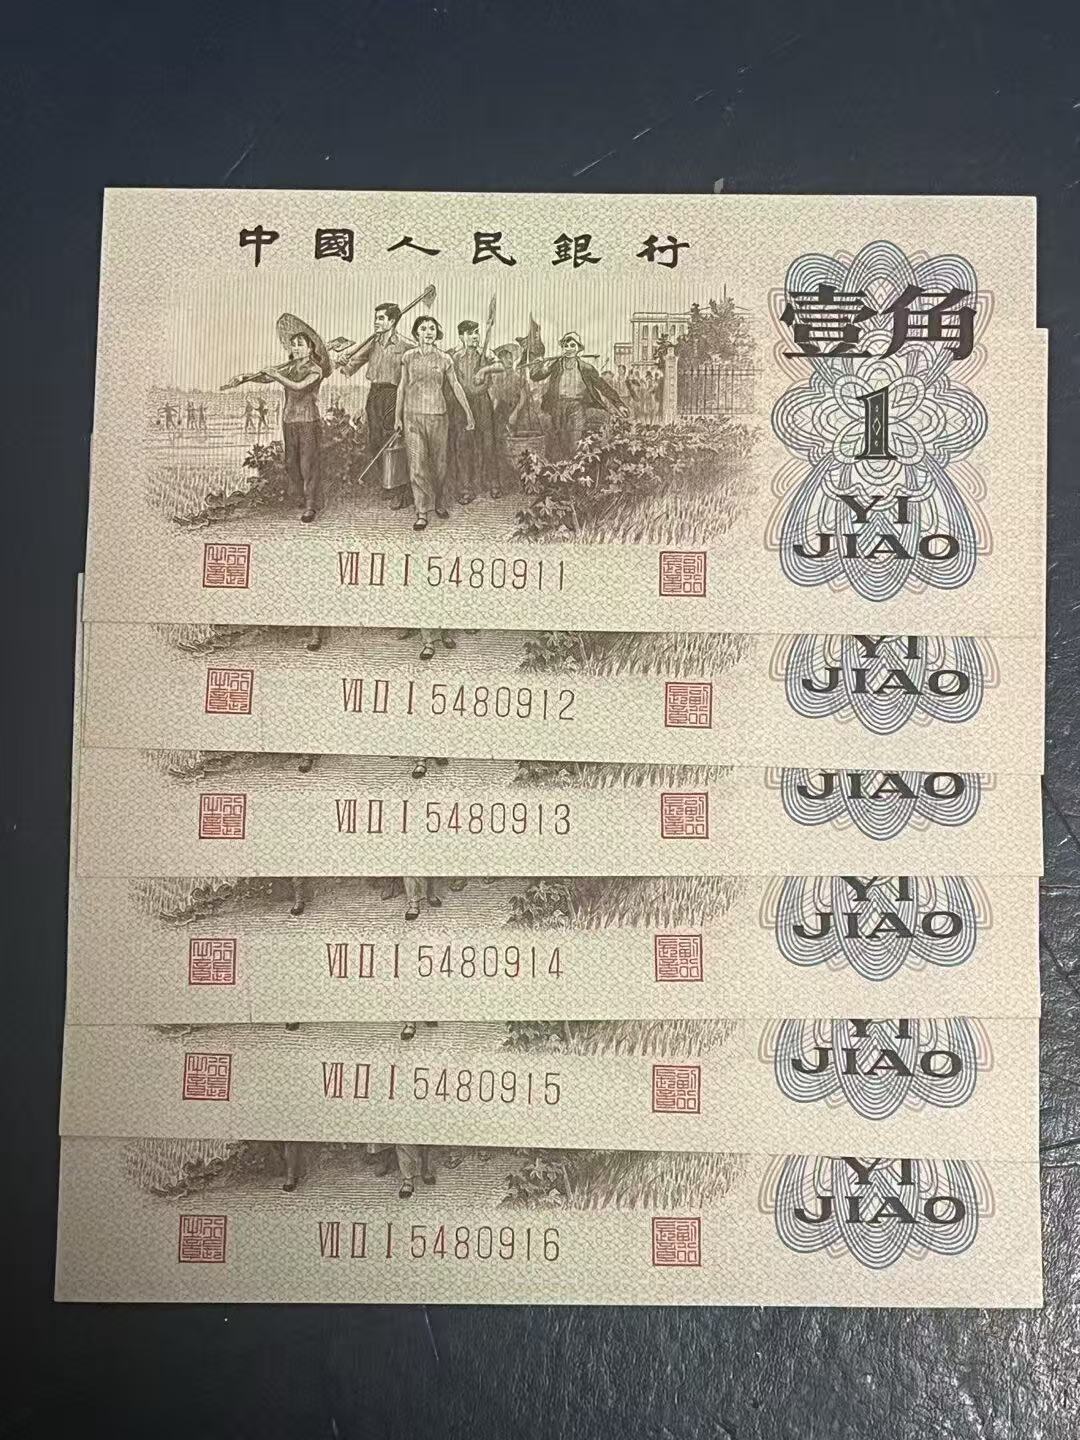 中國人民銀行
壹角
1
YI
JIAO
VII II I 5480911
YI
JIAO
VII II I 5480912
JIAO
VII II I 5480913
YI
JIAO
VII II I 5480914
YI
JIAO
VII II I 5480915
YI
JIAO
VII II I 5480916